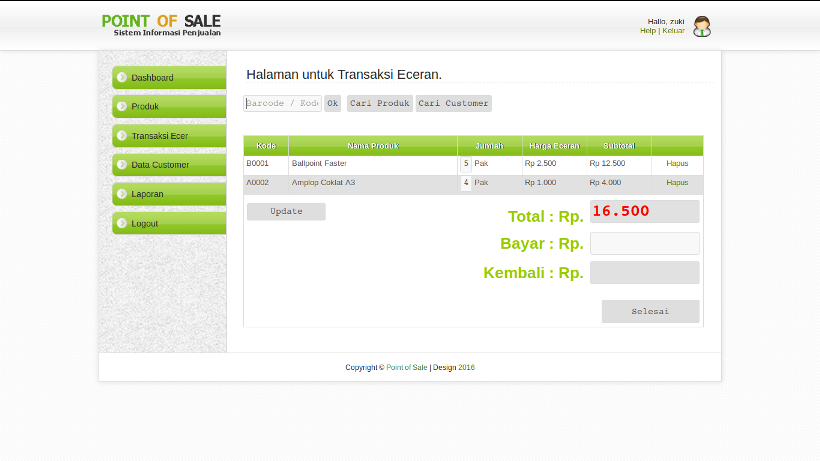 POINT OF SALE
Sistem Informasi Penjualan
Hallo, zuki
Help | Keluar
Dashboard
Produk
Transaksi Ecer
Data Customer
Laporan
Logout
Halaman untuk Transaksi Eceran.
Barcode / Kode Ok Cari Produk Cari Customer
Kode Nama Produk Jumlah Harga Eceran Subtotal
B0001 Ballpoint Faster 5 Pak Rp 2.500 Rp 12.500 Hapus
A0002 Amplop Coklat A3 4 Pak Rp 1.000 Rp 4.000 Hapus
Update
Total : Rp. 16.500
Bayar : Rp.
Kembali : Rp.
Selesai
Copyright © Point of Sale | Design 2016